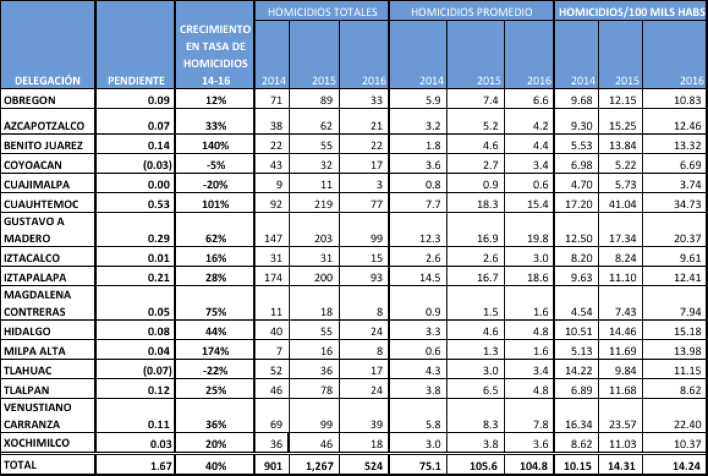 HOMICIDIOS TOTALES HOMICIDIOS PROMEDIO HOMICIDIOS/100 MILS HABS
CRECIMIENTO
EN TASA DE
HOMICIDIOS
DELEGACIÓN PENDIENTE 14-16 2014 2015 2016 2014 2015 2016 2014 2015 2016
OBREGON 0.09 12% 71 89 33 5.9 7.4 6.6 9.68 12.15 10.83
AZCAPOTZALCO 0.07 33% 38 62 21 3.2 5.2 4.2 9.30 15.25 12.46
BENITO JUAREZ 0.14 140% 22 55 22 1.8 4.6 4.4 5.53 13.84 13.32
COYOACAN (0.03) -5% 43 32 17 3.6 2.7 3.4 6.98 5.22 6.69
CUAJIMALPA 0.00 -20% 9 11 3 0.8 0.9 0.6 4.70 5.73 3.74
CUAUHTEMOC 0.53 101% 92 219 77 7.7 18.3 15.4 17.20 41.04 34.73
GUSTAVO A
MADERO 0.29 62% 147 203 99 12.3 16.9 19.8 12.50 17.34 20.37
IZTACALCO 0.01 16% 31 31 15 2.6 2.6 3.0 8.20 8.24 9.61
IZTAPALAPA 0.21 28% 174 200 93 14.5 16.7 18.6 9.63 11.10 12.41
MAGDALENA
CONTRERAS 0.05 75% 11 18 8 0.9 1.5 1.6 4.54 7.43 7.94
HIDALGO 0.08 44% 40 55 24 3.3 4.6 4.8 10.51 14.46 15.18
MILPA ALTA 0.04 174% 7 16 8 0.6 1.3 1.6 5.13 11.69 13.98
TLAHUAC (0.07) -22% 52 36 17 4.3 3.0 3.4 14.22 9.84 11.15
TLALPAN 0.12 25% 46 78 24 3.8 6.5 4.8 6.89 11.68 8.62
VENUSTIANO
CARRANZA 0.11 36% 69 99 39 5.8 8.3 7.8 16.34 23.57 22.40
XOCHIMILCO 0.03 20% 36 46 18 3.0 3.8 3.6 8.62 11.03 10.37
TOTAL 1.67 40% 901 1,267 524 75.1 105.6 104.8 10.15 14.31 14.24